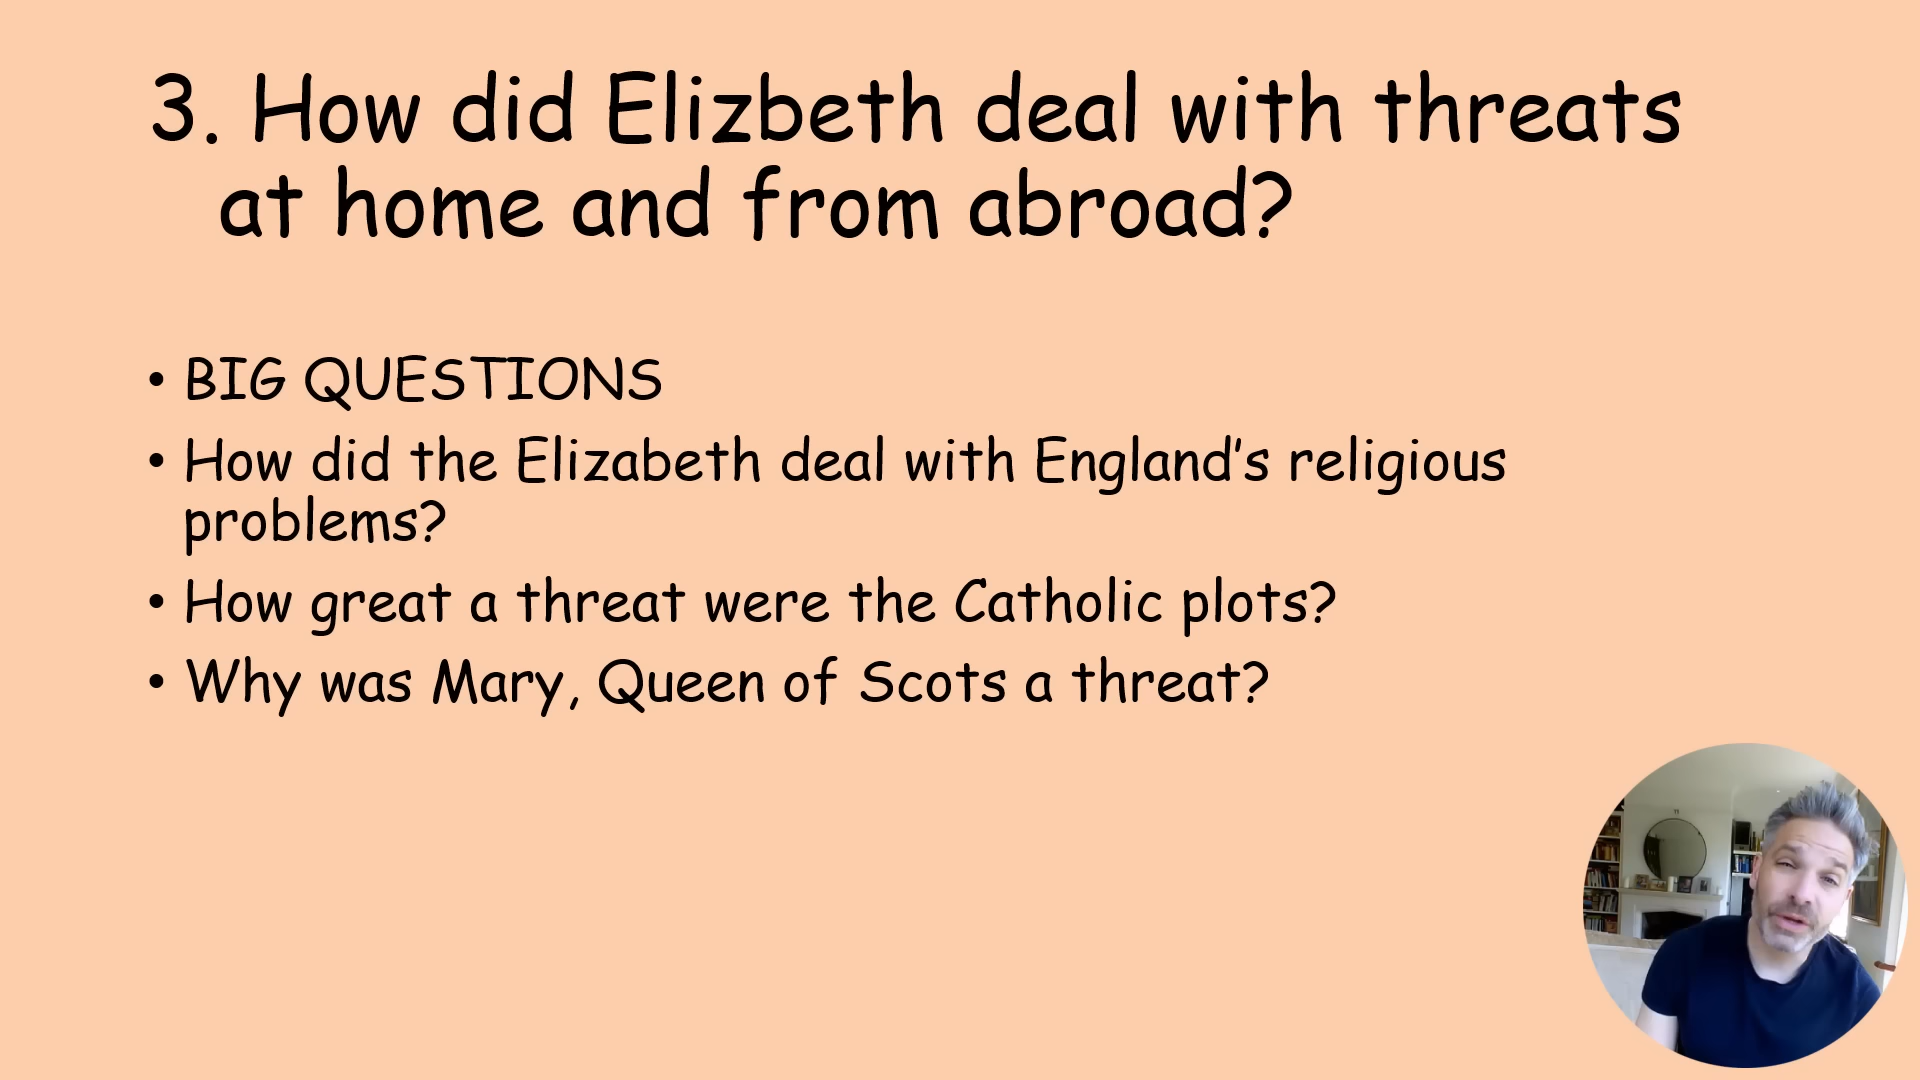 3. How did Elizbeth deal with threats
at home and from abroad?
• BIG QUESTIONS
• How did the Elizabeth deal with England’s religious
problems?
• How great a threat were the Catholic plots?
• Why was Mary, Queen of Scots a threat?